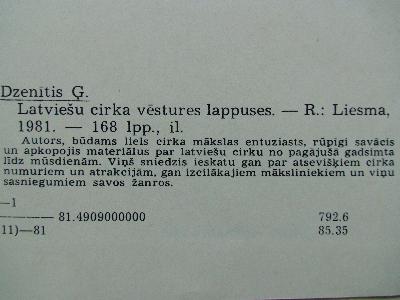 Dzenītis Ģ.
Latviešu cirka vēstures lappuses. — R.: Liesma,
1981. — 168 lpp., il.
Autors, būdams liels cirka mākslas entuziasts, rūpīgi savācis
un apkopojis materiālus par latviešu cirku no pagājušā gadsimta
līdz mūsdienām. Viņš sniedzis ieskatu gan par atsevišķiem cirka
numuriem un atrakcijām, gan izcilākajiem māksliniekiem un viņu
sasniegumiem savos žanros.
—1
——— 81.4909000000 792.6
11)—81 85.35